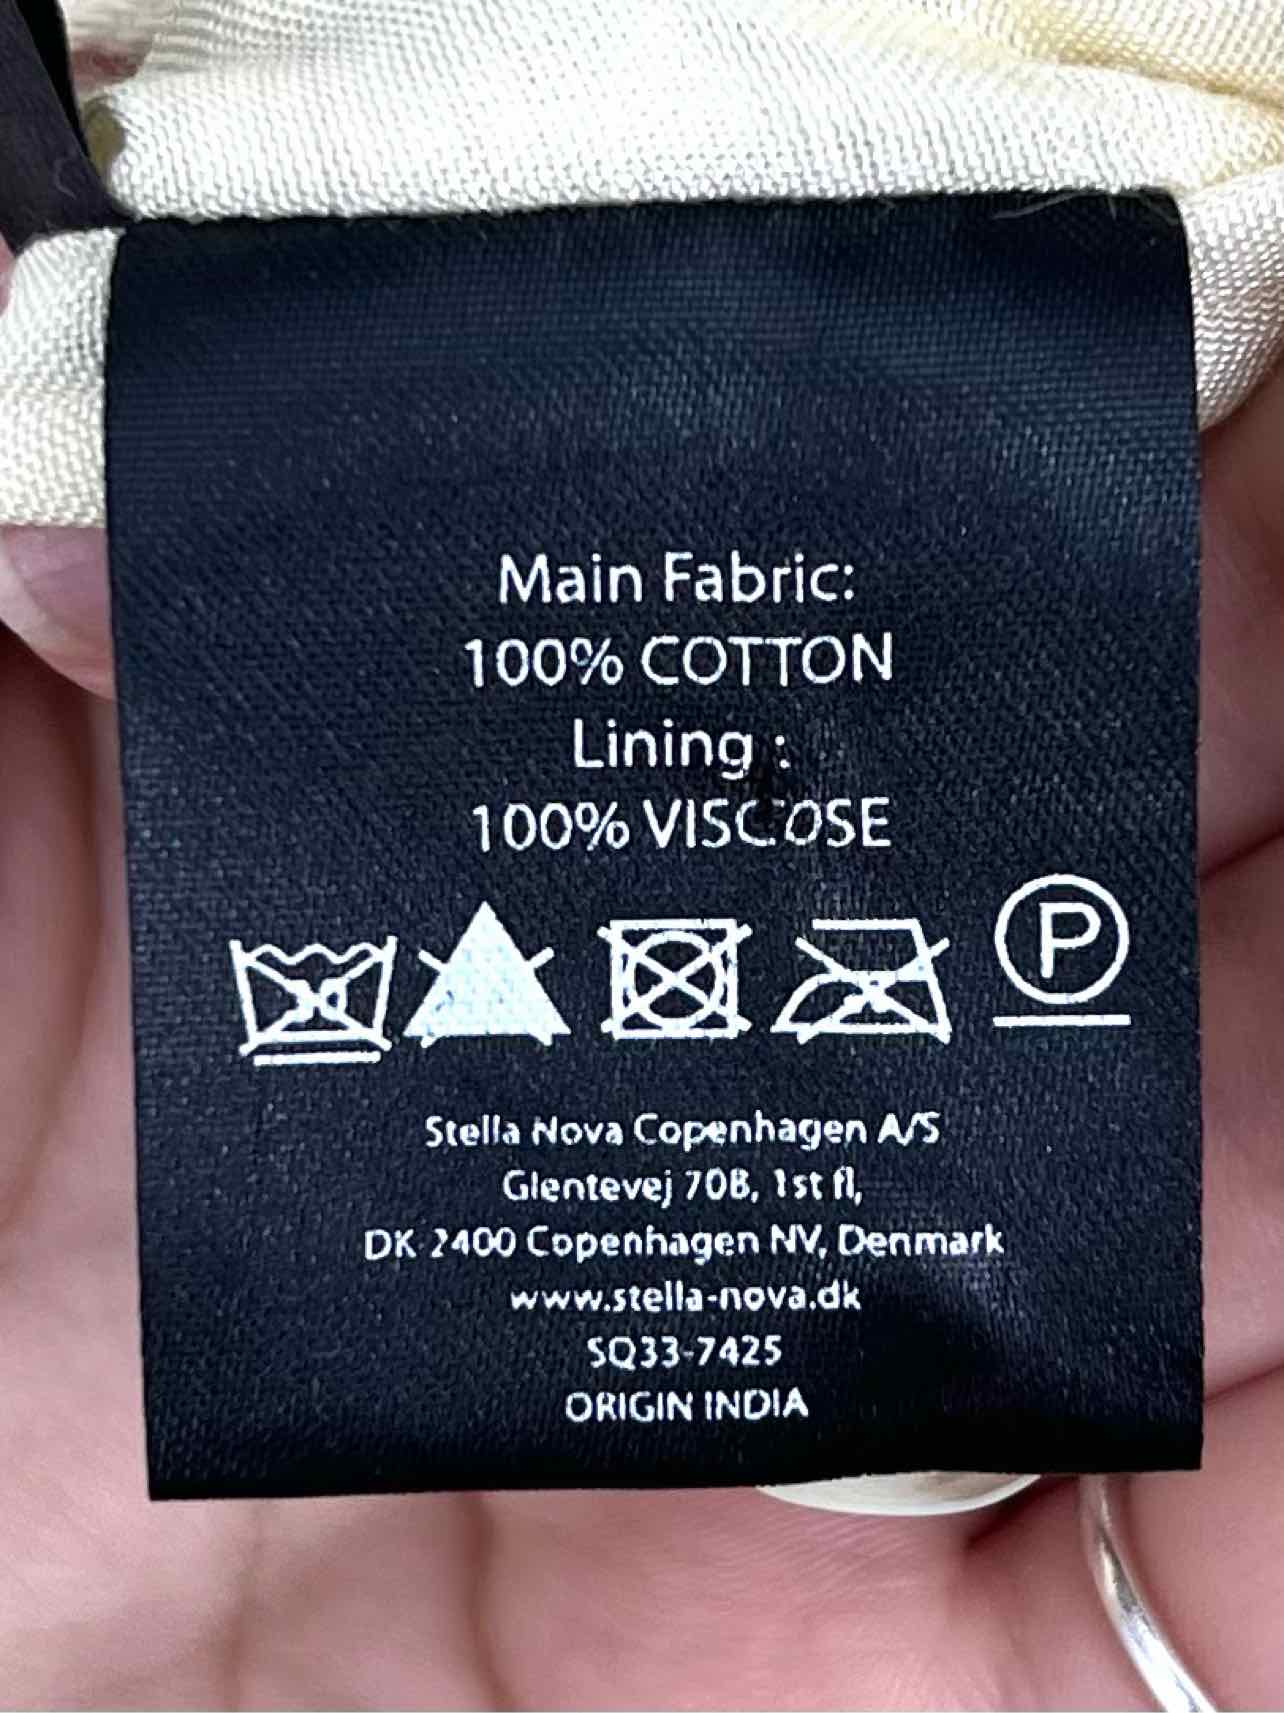 Main Fabric:
100% COTTON
Lining :
100% VISCOSE
30
P
Stella Nova Copenhagen A/S
Glentevej 70B, 1st fl,
DK-2400 Copenhagen NV, Denmark
www.stella-nova.dk
SQ33-7425
ORIGIN INDIA